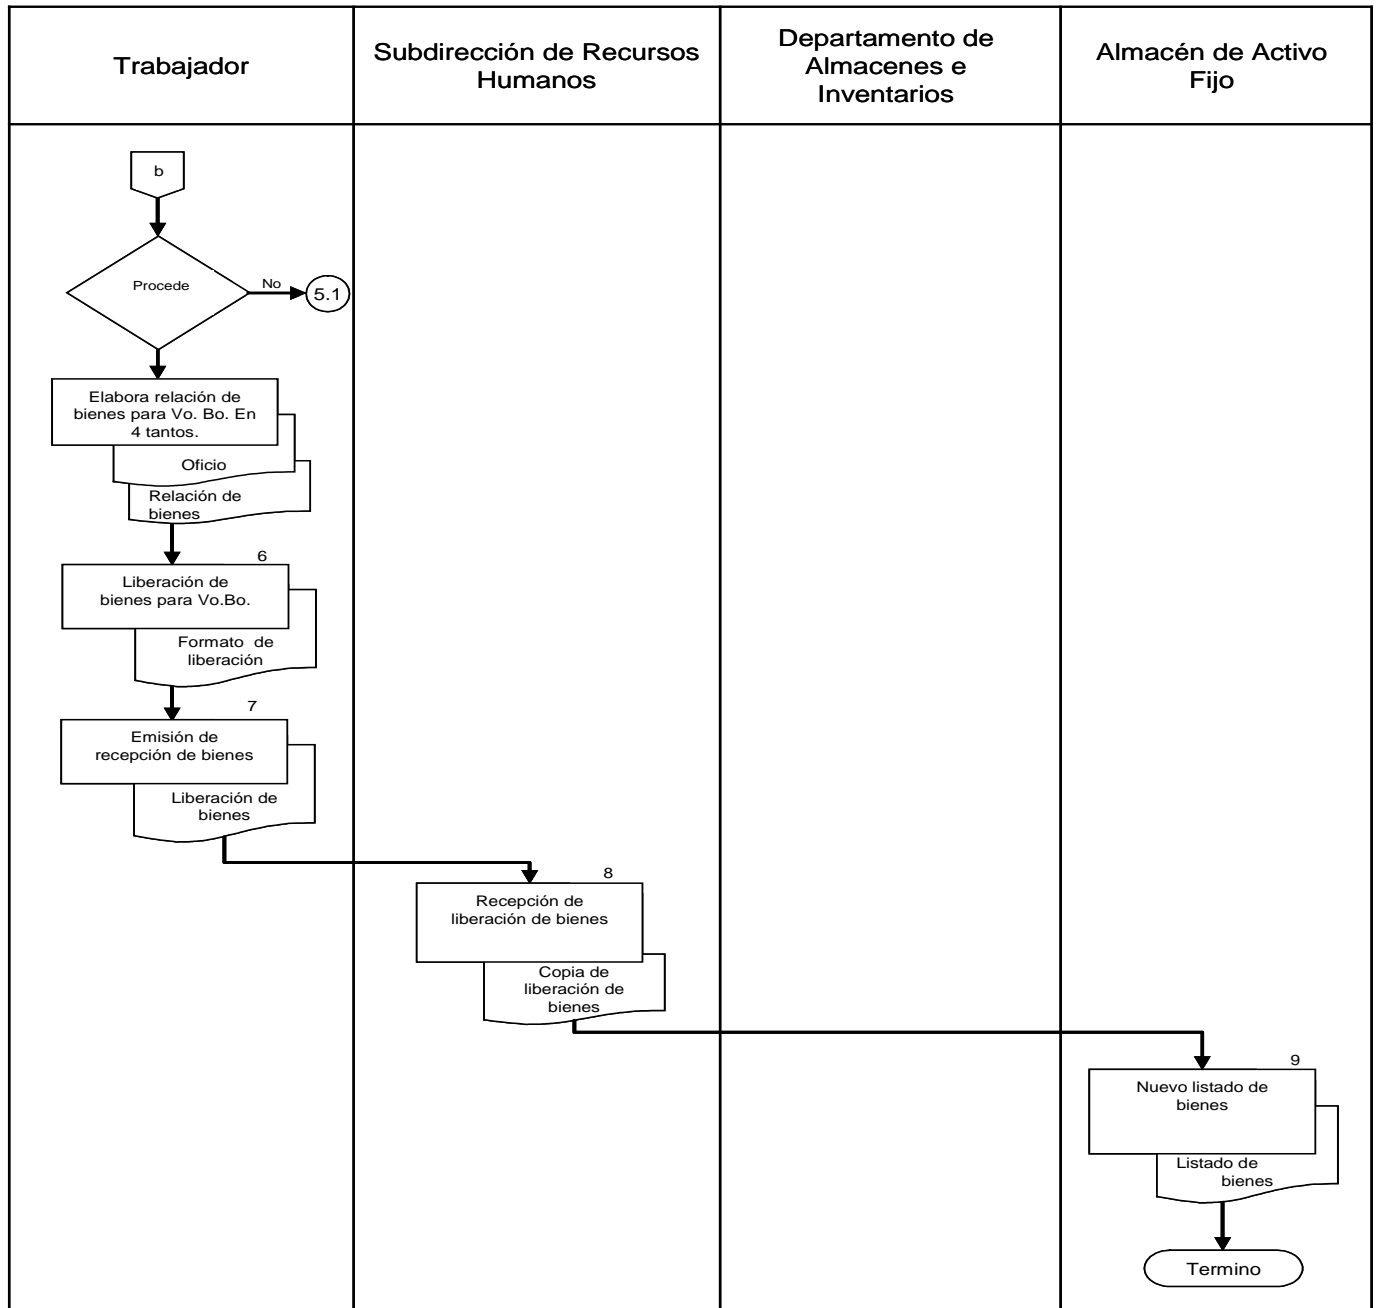 Trabajador
Subdirección de Recursos
Humanos
Departamento de
Almacenes e
Inventarios
Almacén de Activo
Fijo
b
Procede
No
5.1
Elabora relación de
bienes para Vo. Bo. En
4 tantos.
Oficio
Relación de
bienes
6
Liberación de
bienes para Vo.Bo.
Formato de
liberación
7
Emisión de
recepción de bienes
Liberación de
bienes
8
Recepción de
liberación de bienes
Copia de
liberación de
bienes
9
Nuevo listado de
bienes
Listado de
bienes
Termino